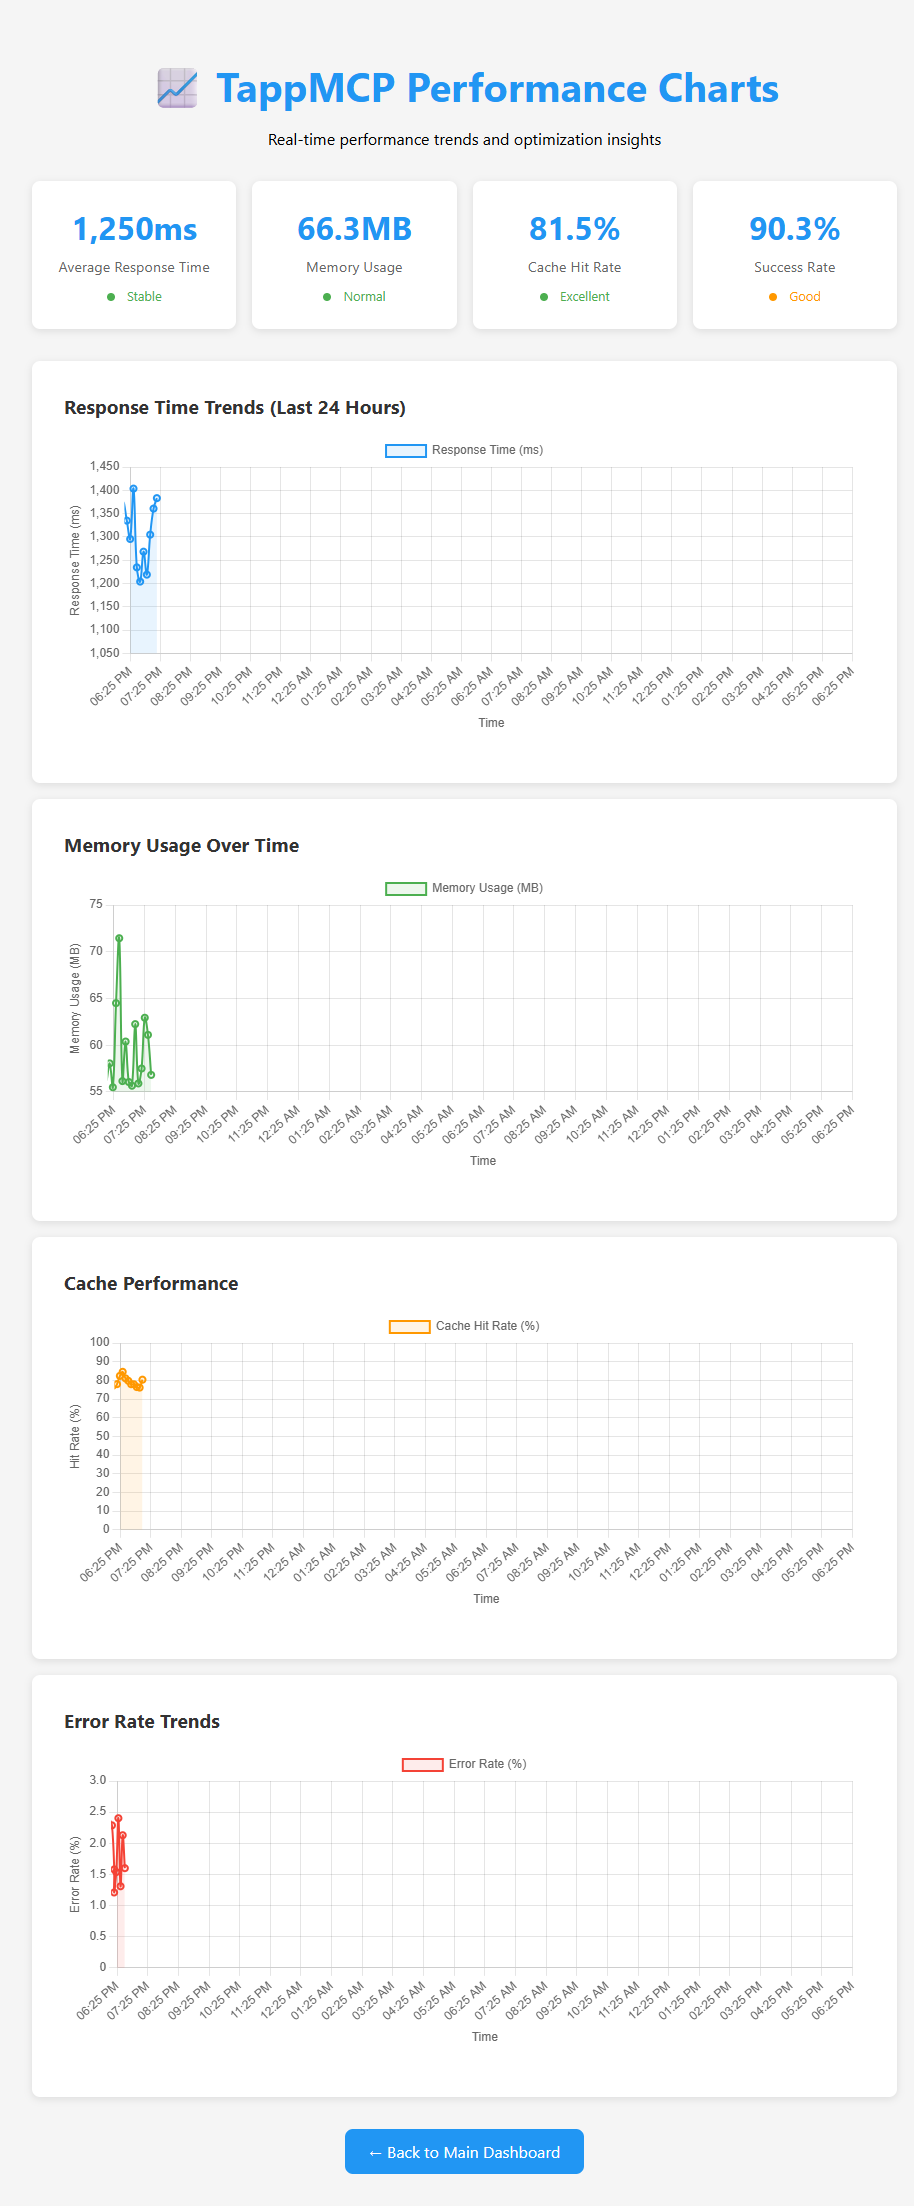 TappMCP Performance Charts
Real-time performance trends and optimization insights
1,250ms
Average Response Time
Stable
66.3MB
Memory Usage
Normal
81.5%
Cache Hit Rate
Excellent
90.3%
Success Rate
Good
Response Time Trends (Last 24 Hours)
Response Time (ms)
Response Time (ms)
1,450
1,400
1,350
1,300
1,250
1,200
1,150
1,100
1,050
06:25 PM 07:25 PM 08:25 PM 09:25 PM 10:25 PM 11:25 PM 12:25 AM 01:25 AM 02:25 AM 03:25 AM 04:25 AM 05:25 AM 06:25 AM 07:25 AM 08:25 AM 09:25 AM 10:25 AM 11:25 AM 12:25 PM 01:25 PM 02:25 PM 03:25 PM 04:25 PM 05:25 PM 06:25 PM
Time
Memory Usage Over Time
Memory Usage (MB)
Memory Usage (MB)
75
70
65
60
55
06:25 PM 07:25 PM 08:25 PM 09:25 PM 10:25 PM 11:25 PM 12:25 AM 01:25 AM 02:25 AM 03:25 AM 04:25 AM 05:25 AM 06:25 AM 07:25 AM 08:25 AM 09:25 AM 10:25 AM 11:25 AM 12:25 PM 01:25 PM 02:25 PM 03:25 PM 04:25 PM 05:25 PM 06:25 PM
Time
Cache Performance
Cache Hit Rate (%)
Hit Rate (%)
100
90
80
70
60
50
40
30
20
10
0
06:25 PM 07:25 PM 08:25 PM 09:25 PM 10:25 PM 11:25 PM 12:25 AM 01:25 AM 02:25 AM 03:25 AM 04:25 AM 05:25 AM 06:25 AM 07:25 AM 08:25 AM 09:25 AM 10:25 AM 11:25 AM 12:25 PM 01:25 PM 02:25 PM 03:25 PM 04:25 PM 05:25 PM 06:25 PM
Time
Error Rate Trends
Error Rate (%)
Error Rate (%)
3.0
2.5
2.0
1.5
1.0
0.5
0
06:25 PM 07:25 PM 08:25 PM 09:25 PM 10:25 PM 11:25 PM 12:25 AM 01:25 AM 02:25 AM 03:25 AM 04:25 AM 05:25 AM 06:25 AM 07:25 AM 08:25 AM 09:25 AM 10:25 AM 11:25 AM 12:25 PM 01:25 PM 02:25 PM 03:25 PM 04:25 PM 05:25 PM 06:25 PM
Time
← Back to Main Dashboard